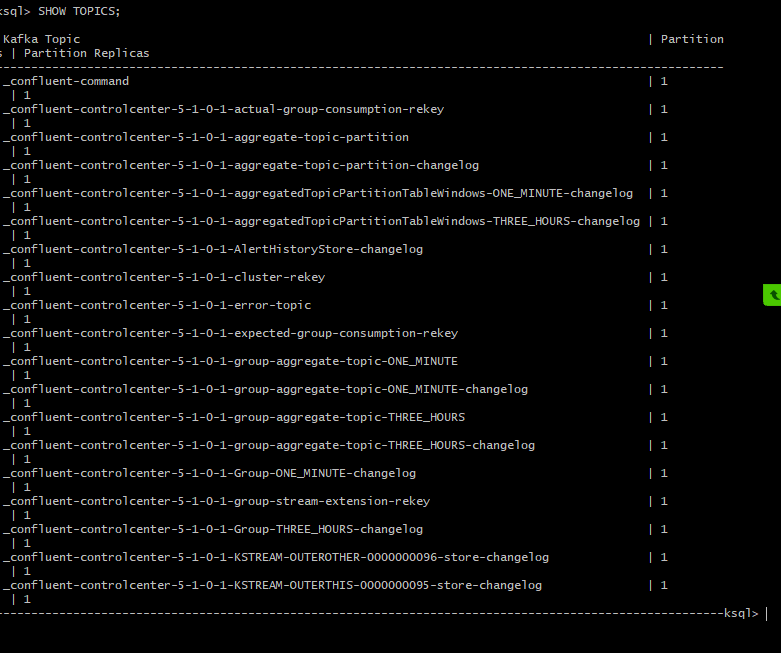 ksql> SHOW TOPICS;
Kafka Topic | Partition
s | Partition Replicas
--------------------------------------------------------------------------------------------------------
_confluent-command | 1
| 1
_confluent-controlcenter-5-1-0-1-actual-group-consumption-rekey | 1
| 1
_confluent-controlcenter-5-1-0-1-aggregate-topic-partition | 1
| 1
_confluent-controlcenter-5-1-0-1-aggregate-topic-partition-changelog | 1
| 1
_confluent-controlcenter-5-1-0-1-aggregatedTopicPartitionTableWindows-ONE_MINUTE-changelog | 1
| 1
_confluent-controlcenter-5-1-0-1-aggregatedTopicPartitionTableWindows-THREE_HOURS-changelog | 1
| 1
_confluent-controlcenter-5-1-0-1-AlertHistoryStore-changelog | 1
| 1
_confluent-controlcenter-5-1-0-1-cluster-rekey | 1
| 1
_confluent-controlcenter-5-1-0-1-error-topic | 1
| 1
_confluent-controlcenter-5-1-0-1-expected-group-consumption-rekey | 1
| 1
_confluent-controlcenter-5-1-0-1-group-aggregate-topic-ONE_MINUTE | 1
| 1
_confluent-controlcenter-5-1-0-1-group-aggregate-topic-ONE_MINUTE-changelog | 1
| 1
_confluent-controlcenter-5-1-0-1-group-aggregate-topic-THREE_HOURS | 1
| 1
_confluent-controlcenter-5-1-0-1-group-aggregate-topic-THREE_HOURS-changelog | 1
| 1
_confluent-controlcenter-5-1-0-1-Group-ONE_MINUTE-changelog | 1
| 1
_confluent-controlcenter-5-1-0-1-group-stream-extension-rekey | 1
| 1
_confluent-controlcenter-5-1-0-1-Group-THREE_HOURS-changelog | 1
| 1
_confluent-controlcenter-5-1-0-1-KSTREAM-OUTEROTHER-0000000096-store-changelog | 1
| 1
_confluent-controlcenter-5-1-0-1-KSTREAM-OUTERTHIS-0000000095-store-changelog | 1
| 1
--------------------------------------------------------------------------------------------------------ksql>